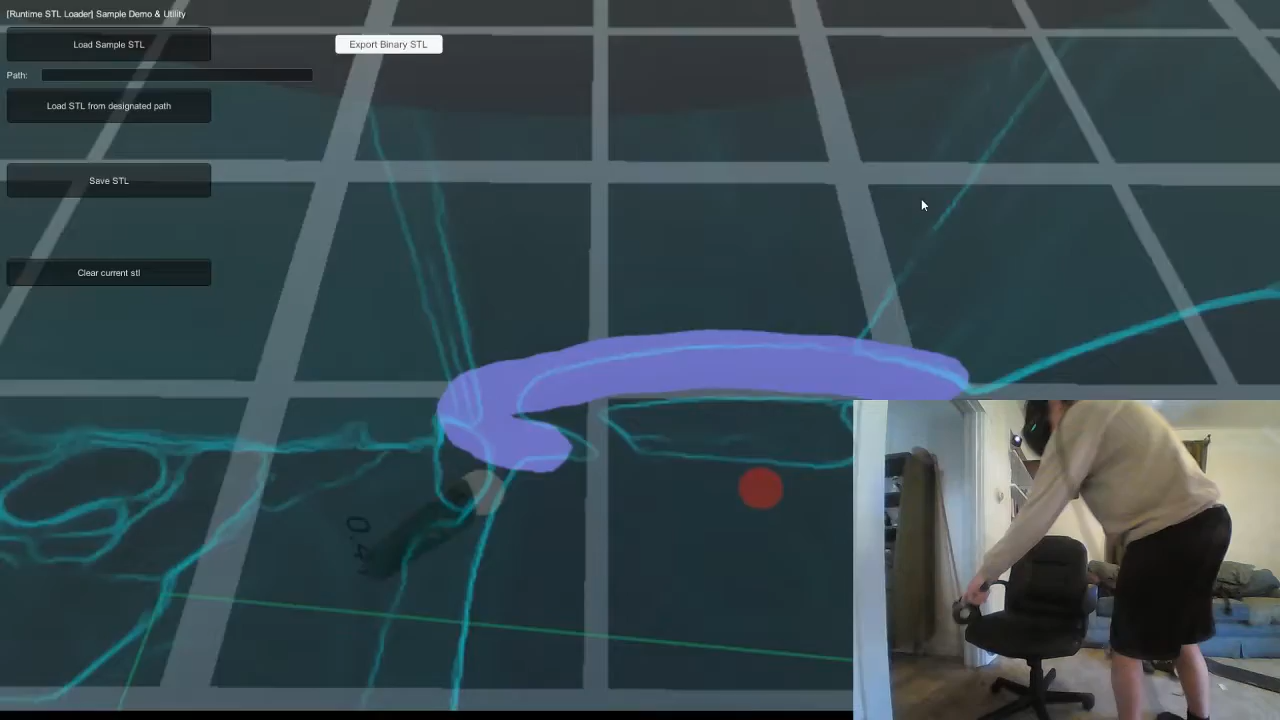 [Runtime STL Loader] Sample Demo & Utility
Load Sample STL
Export Binary STL
Path:
Load STL from designated path
Save STL
Clear current stl